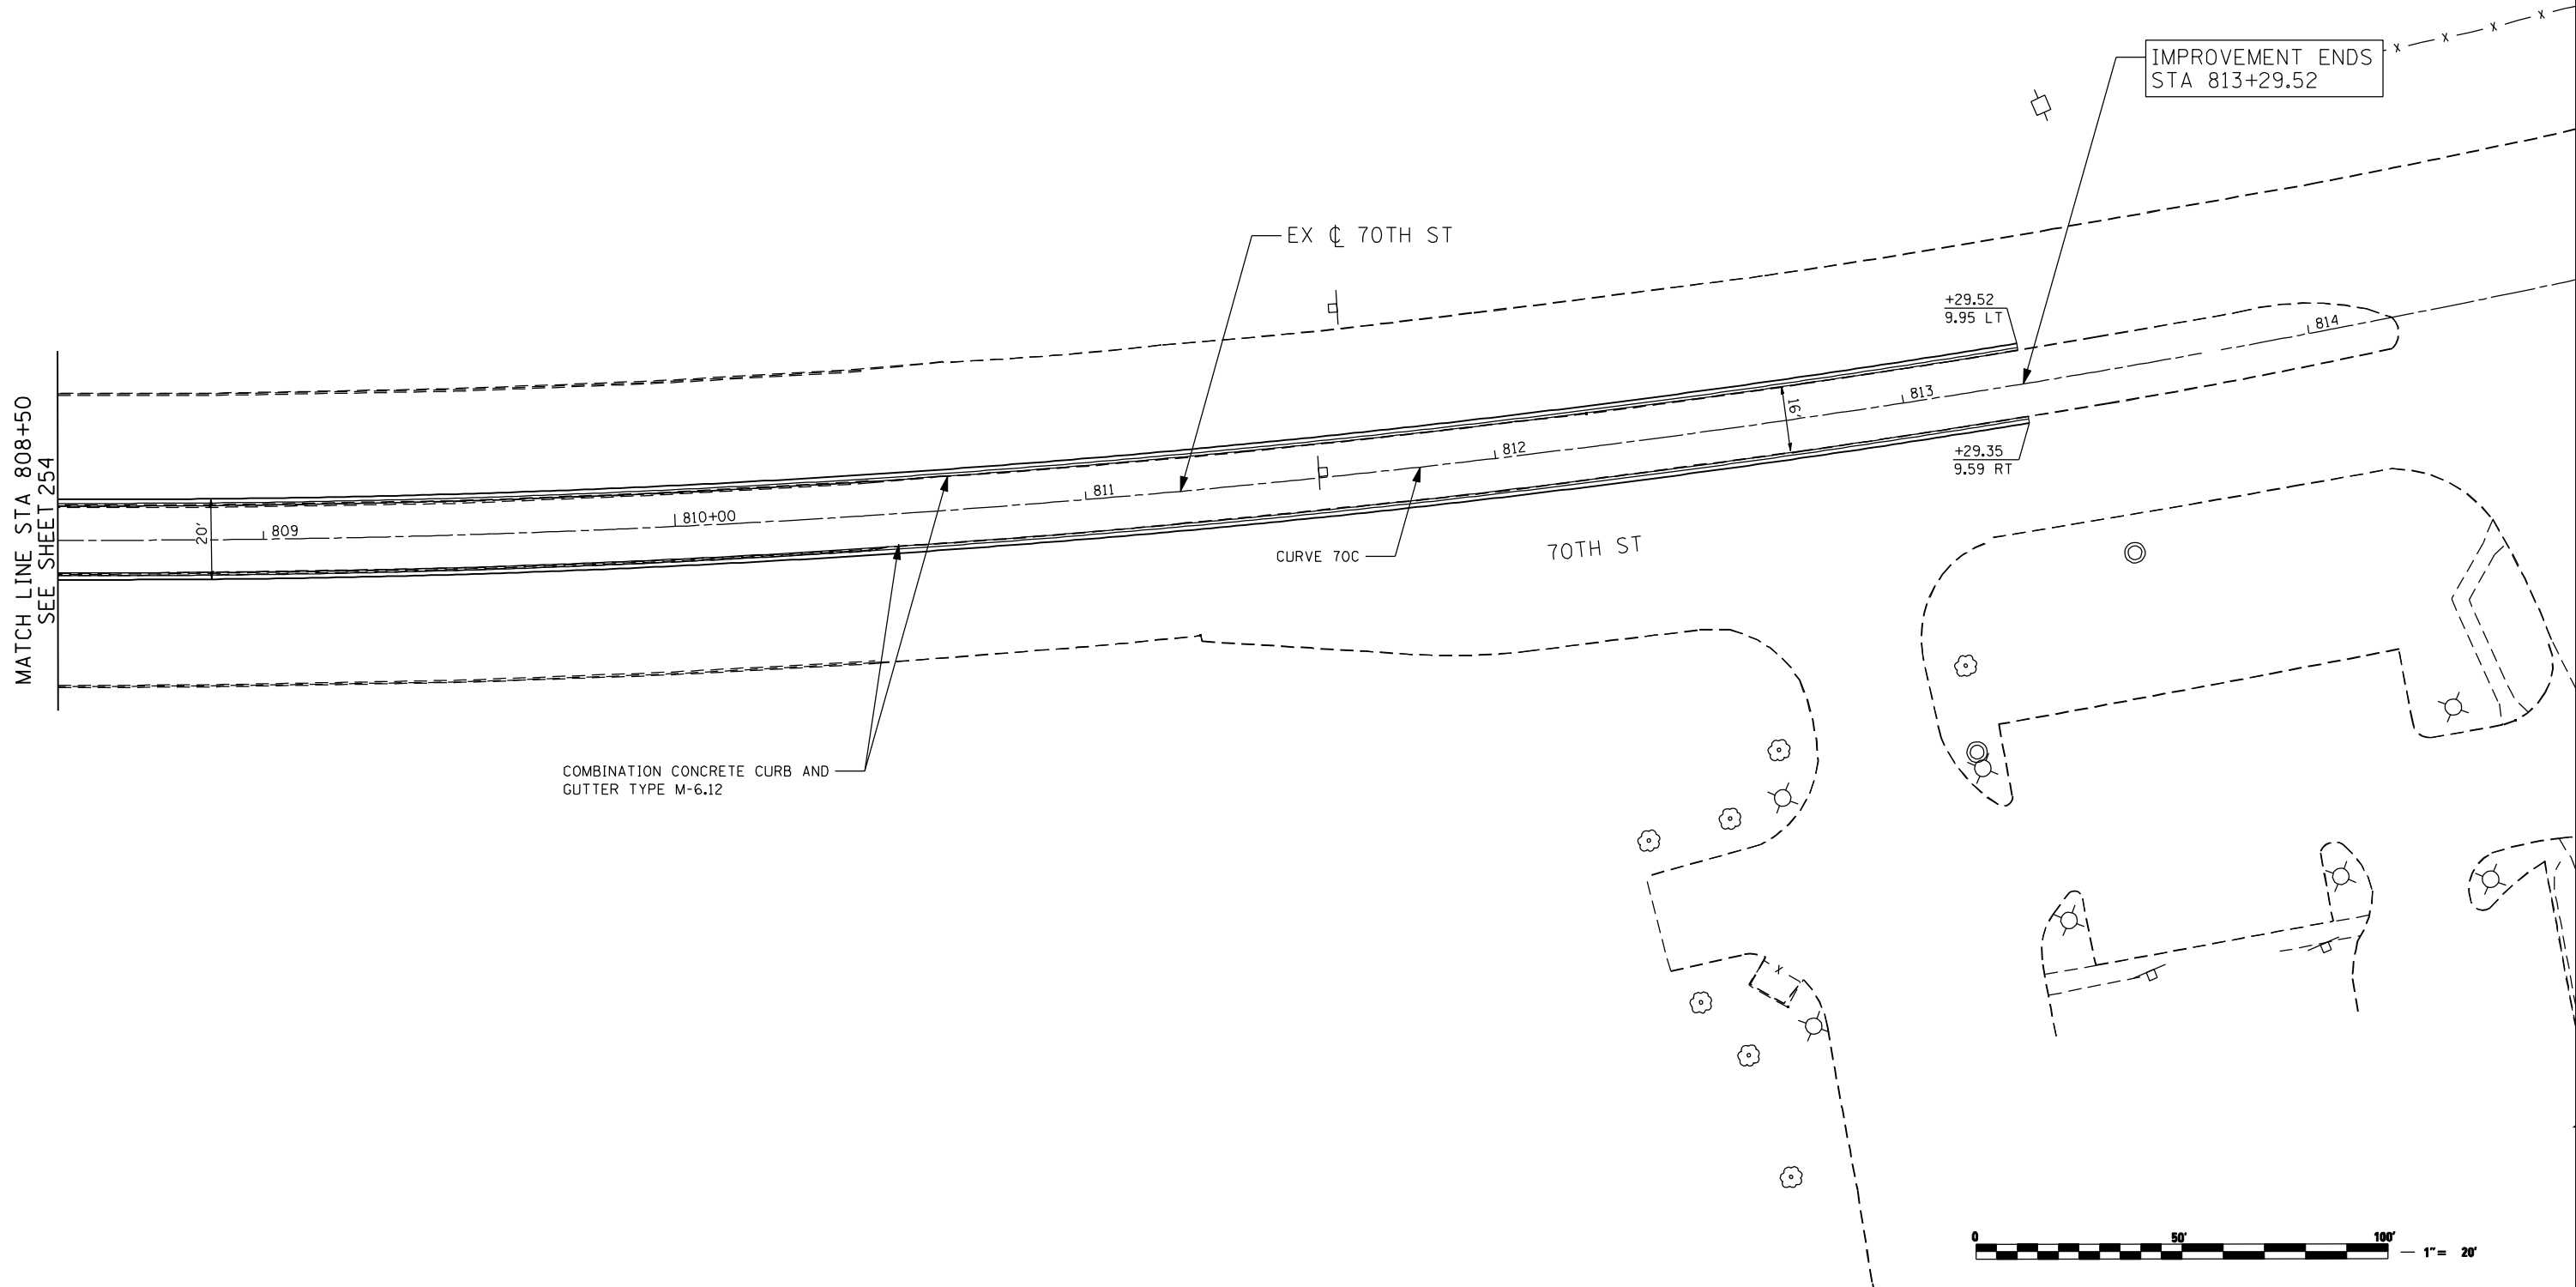 IMPROVEMENT ENDS
STA 813+29.52
EX ℄ 70TH ST
+29.52
9.95 LT
814
813
16'
812
+29.35
9.59 RT
811
810+00
809
20'
MATCH LINE STA 808+50
SEE SHEET 254
CURVE 70C
70TH ST
COMBINATION CONCRETE CURB AND
GUTTER TYPE M-6.12
0 50' 100'
1"= 20'